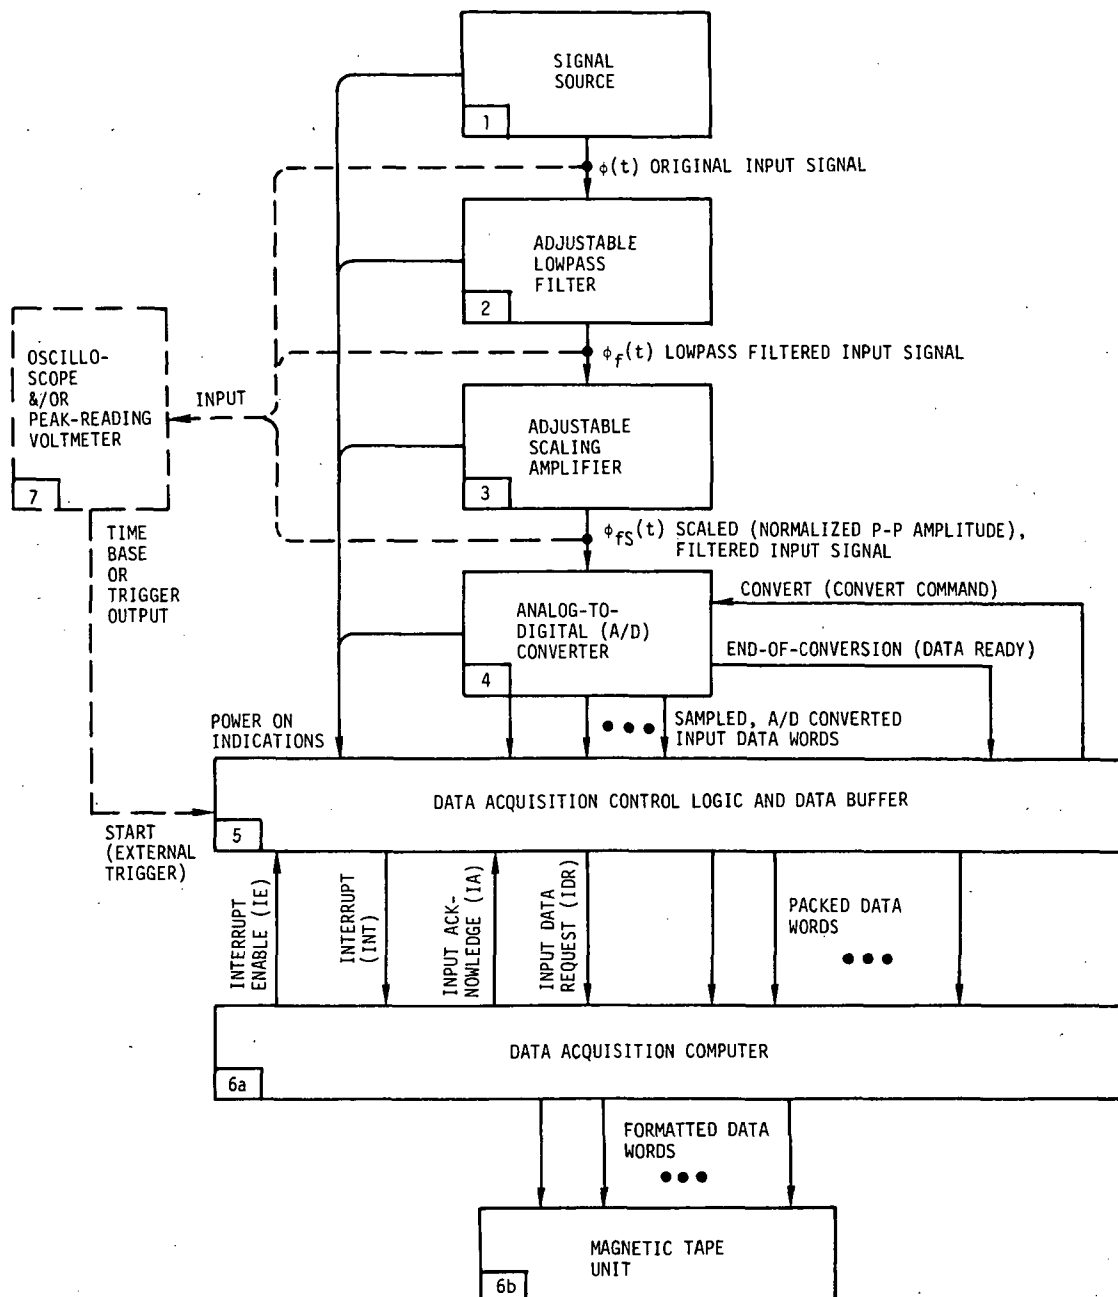 SIGNAL
SOURCE
1
ϕ(t) ORIGINAL INPUT SIGNAL
ADJUSTABLE
LOWPASS
FILTER
2
ϕf(t) LOWPASS FILTERED INPUT SIGNAL
OSCILLO-
SCOPE
&/OR
PEAK-READING
VOLTMETER
7
INPUT
ADJUSTABLE
SCALING
AMPLIFIER
3
ϕfS(t) SCALED (NORMALIZED P-P AMPLITUDE),
FILTERED INPUT SIGNAL
TIME
BASE
OR
TRIGGER
OUTPUT
ANALOG-TO-
DIGITAL (A/D)
CONVERTER
4
CONVERT (CONVERT COMMAND)
END-OF-CONVERSION (DATA READY)
POWER ON
INDICATIONS
SAMPLED, A/D CONVERTED
INPUT DATA WORDS
DATA ACQUISITION CONTROL LOGIC AND DATA BUFFER
5
START
(EXTERNAL
TRIGGER)
INTERRUPT
ENABLE (IE)
INTERRUPT
(INT)
INPUT ACK-
NOWLEDGE (IA)
INPUT DATA
REQUEST (IDR)
PACKED DATA
WORDS
DATA ACQUISITION COMPUTER
6a
FORMATTED DATA
WORDS
MAGNETIC TAPE
UNIT
6b